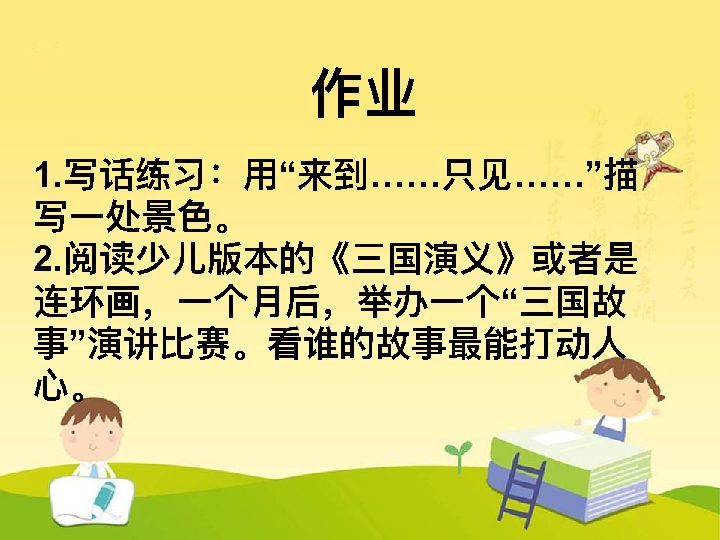 作业
1.写话练习：用“来到……只见……”描
写一处景色。
2.阅读少儿版本的《三国演义》或者是
连环画，一个月后，举办一个“三国故
事”演讲比赛。看谁的故事最能打动人
心。
二月天